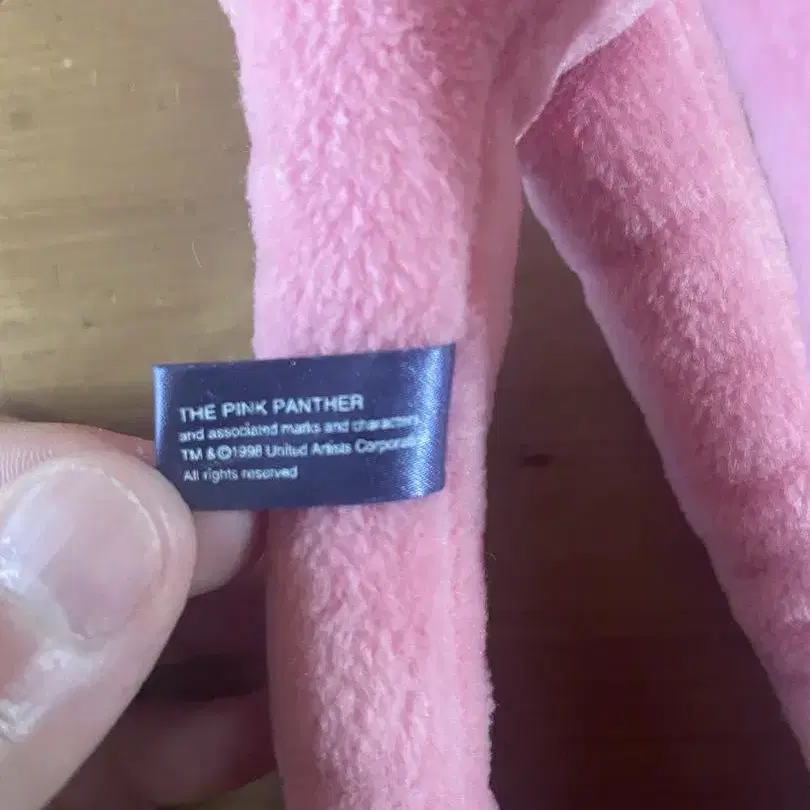 THE PINK PANTHER
and associated marks and characters
TM & ©1998 United Artists Corporation
All rights reserved